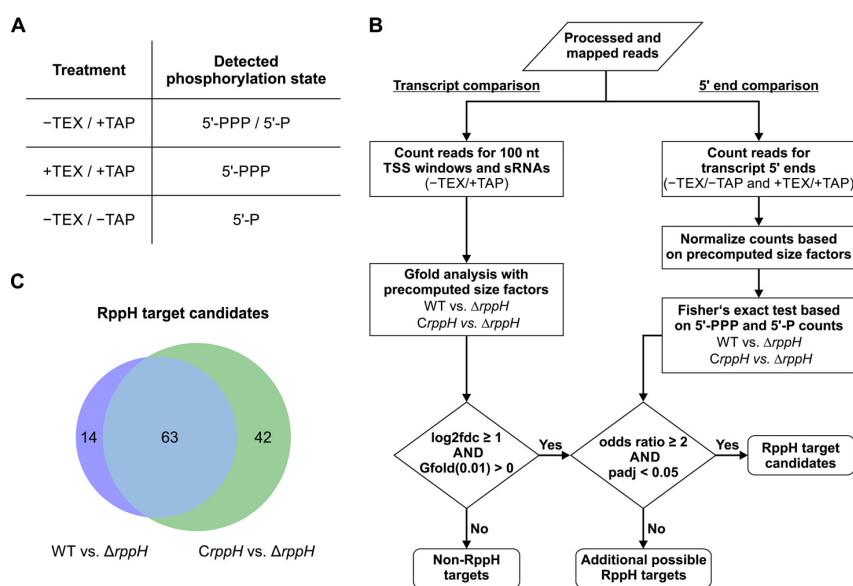 A
Treatment
Detected
phosphorylation state
−TEX / +TAP
5'-PPP / 5'-P
+TEX / +TAP
5'-PPP
−TEX / −TAP
5'-P
C
RppH target candidates
14
63
42
WT vs. ΔrppH
CrppH vs. ΔrppH
B
Processed and
mapped reads
Transcript comparison
5' end comparison
Count reads for 100 nt
TSS windows and sRNAs
(−TEX/+TAP)
Count reads for
transcript 5' ends
(−TEX/−TAP and +TEX/+TAP)
Normalize counts based
on precomputed size factors
Gfold analysis with
precomputed size factors
WT vs. ΔrppH
CrppH vs. ΔrppH
Fisher's exact test based
on 5'-PPP and 5'-P counts
WT vs. ΔrppH
CrppH vs. ΔrppH
log2fdc ≥ 1
AND
Gfold(0.01) > 0
Yes
odds ratio ≥ 2
AND
padj < 0.05
Yes
RppH target
candidates
No
No
Non-RppH
targets
Additional possible
RppH targets